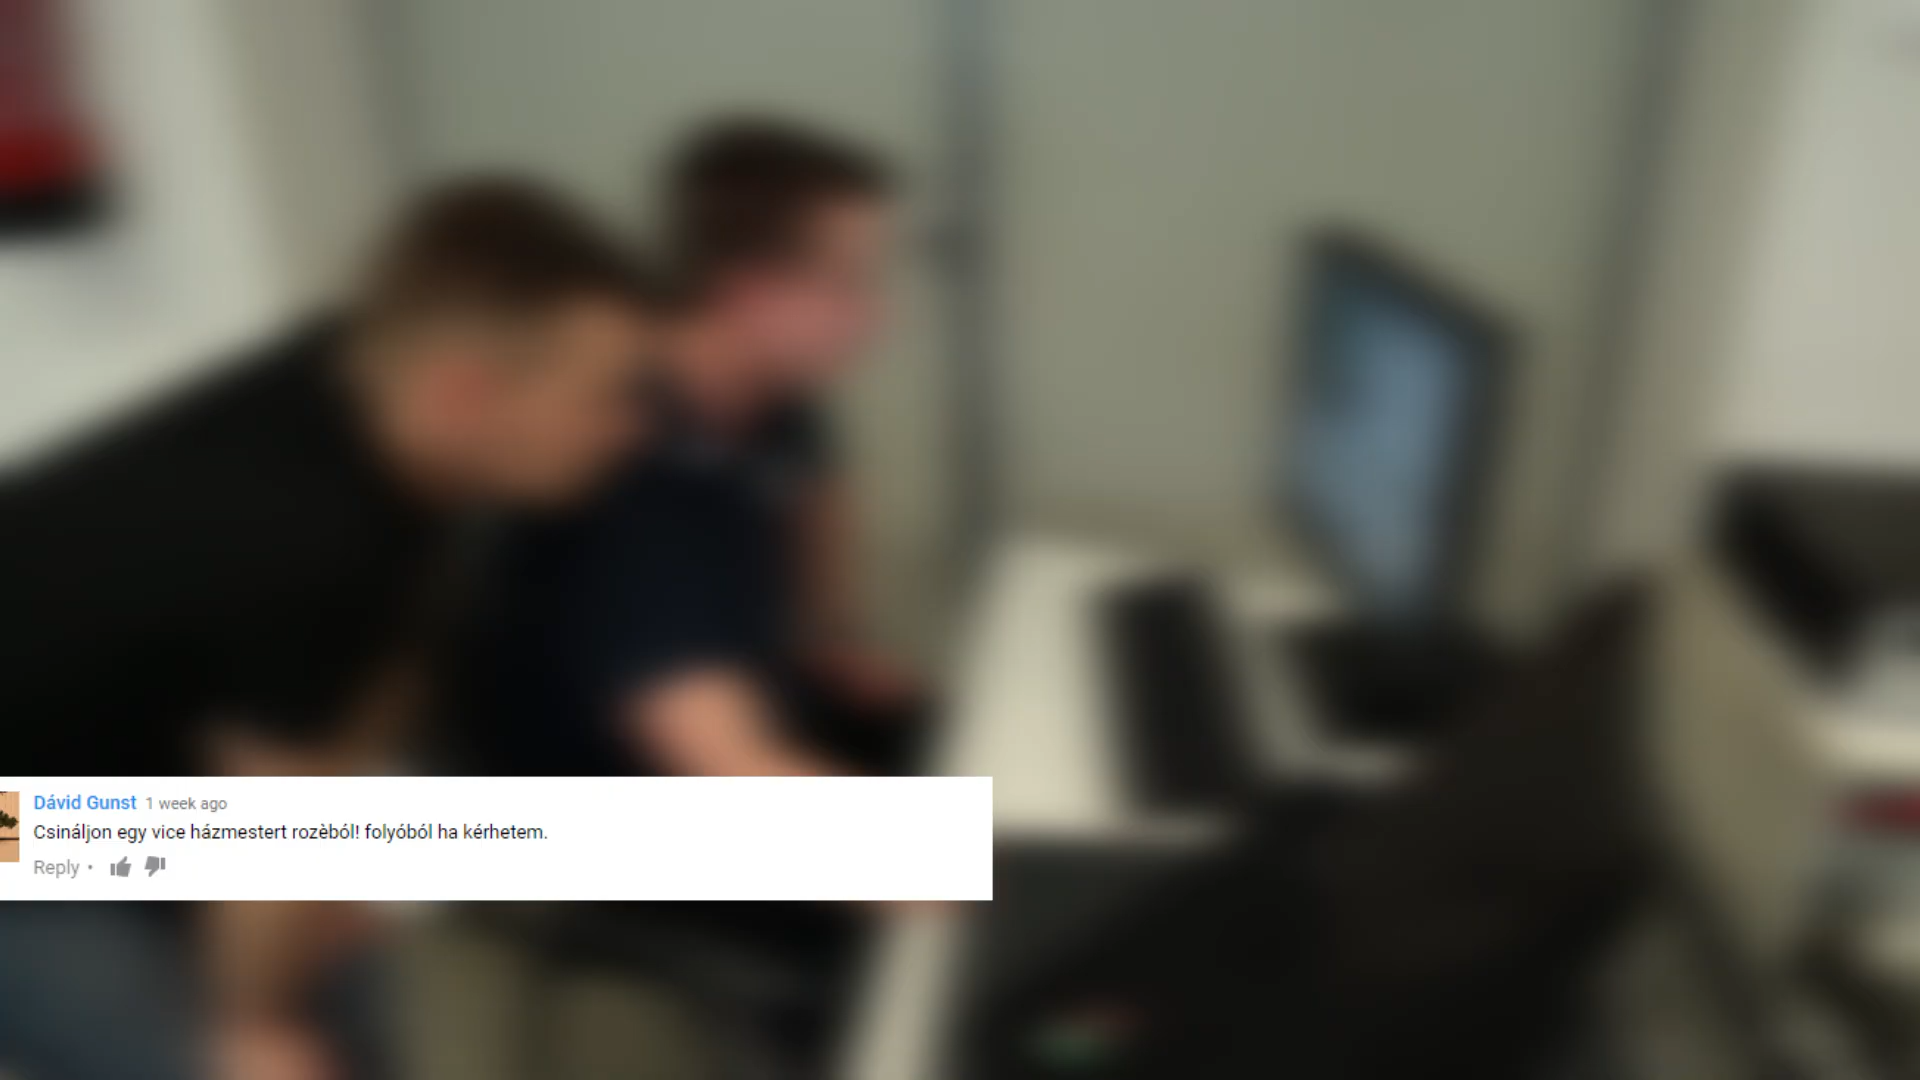 Dávid Gunst 1 week ago
Csináljon egy vice házmestert rozèból! folyóból ha kérhetem.
Reply •